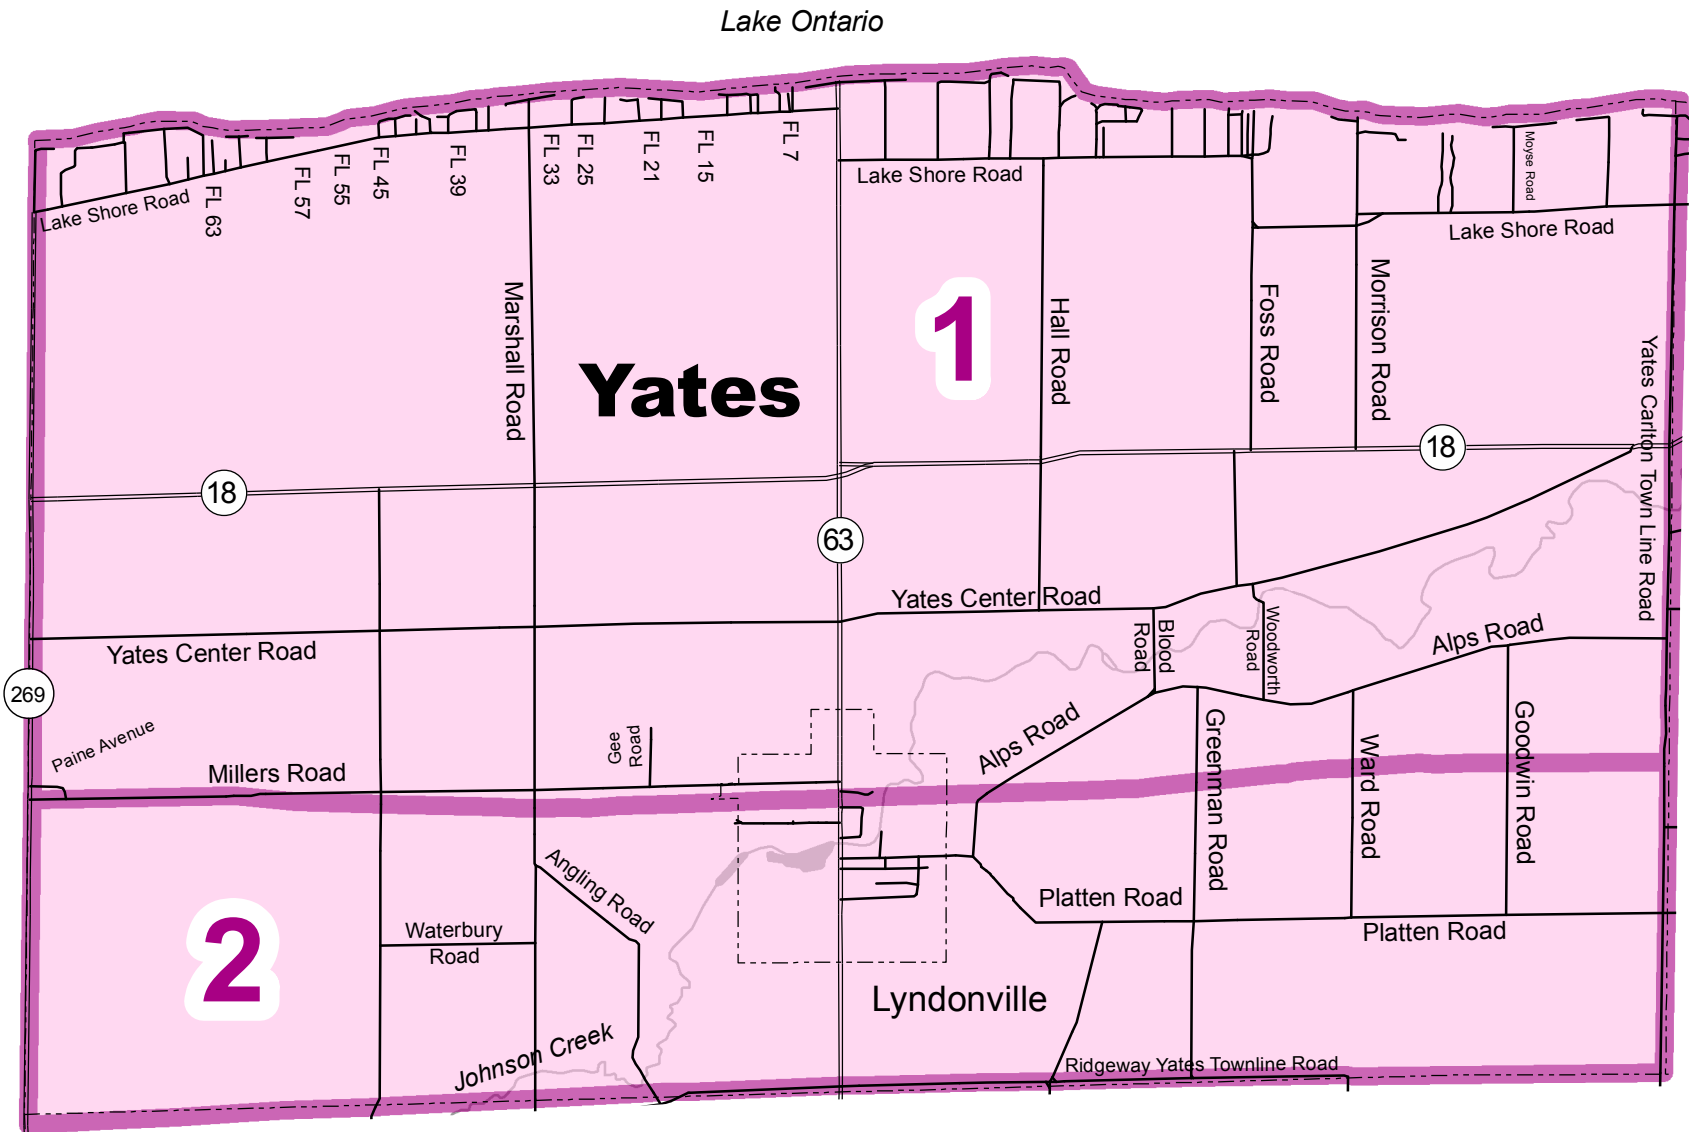 Lake Ontario
Lake Shore Road
FL 63
FL 57
FL 55
FL 45
FL 39
FL 33
FL 25
FL 21
FL 15
FL 7
Lake Shore Road
Moyse Road
Lake Shore Road
Marshall Road
Yates
1
Hall Road
Foss Road
Morrison Road
Yates Carlton Town Line Road
18
18
63
Yates Center Road
Yates Center Road
Blood
Road
Woodworth
Road
Alps Road
269
Paine Avenue
Millers Road
Gee
Road
Alps Road
Greenman Road
Ward Road
Goodwin Road
2
Angling Road
Waterbury
Road
Platten Road
Platten Road
Lyndonville
Johnson Creek
Ridgeway Yates Townline Road